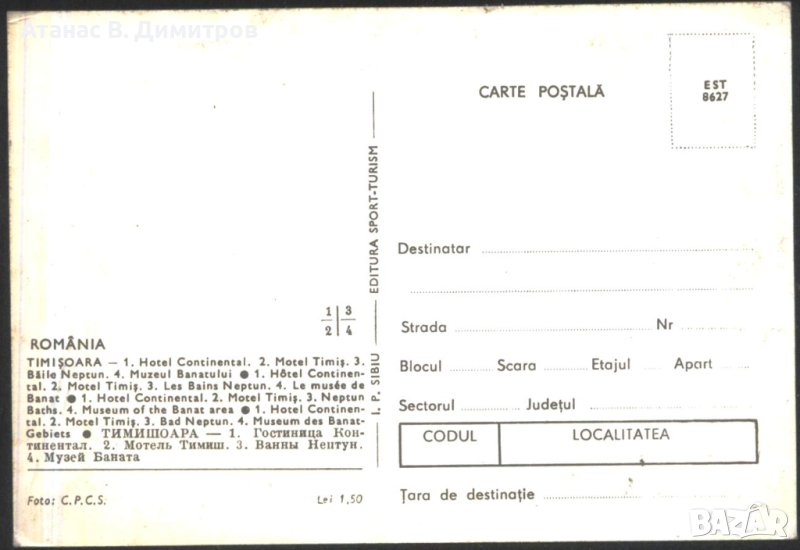 Атанас В. Димитров
CARTE POȘTALĂ
EST
8627
I. P. SIBIU — EDITURA SPORT-TURISM
Destinatar
Strada Nr
Blocul Scara Etajul Apart
Sectorul Județul
CODUL LOCALITATEA
Țara de destinație
1 | 3
2 | 4
ROMÂNIA
TIMIȘOARA — 1. Hotel Continental. 2. Motel Timiș. 3.
Băile Neptun. 4. Muzeul Banatului ● 1. Hôtel Continen-
tal. 2. Motel Timiș. 3. Les Bains Neptun. 4. Le musée de
Banat ● 1. Hotel Continental. 2. Motel Timiș. 3. Neptun
Baths. 4. Museum of the Banat area ● 1. Hotel Continen-
tal. 2. Motel Timiș. 3. Bad Neptun. 4. Museum des Banat-
Gebiets ● ТИМИШОАРА — 1. Гостиница Кон-
тинентал. 2. Мотель Тимиш. 3. Ванны Нептун.
4. Музей Баната
Foto: C.P.C.S. Lei 1,50
BAZAR